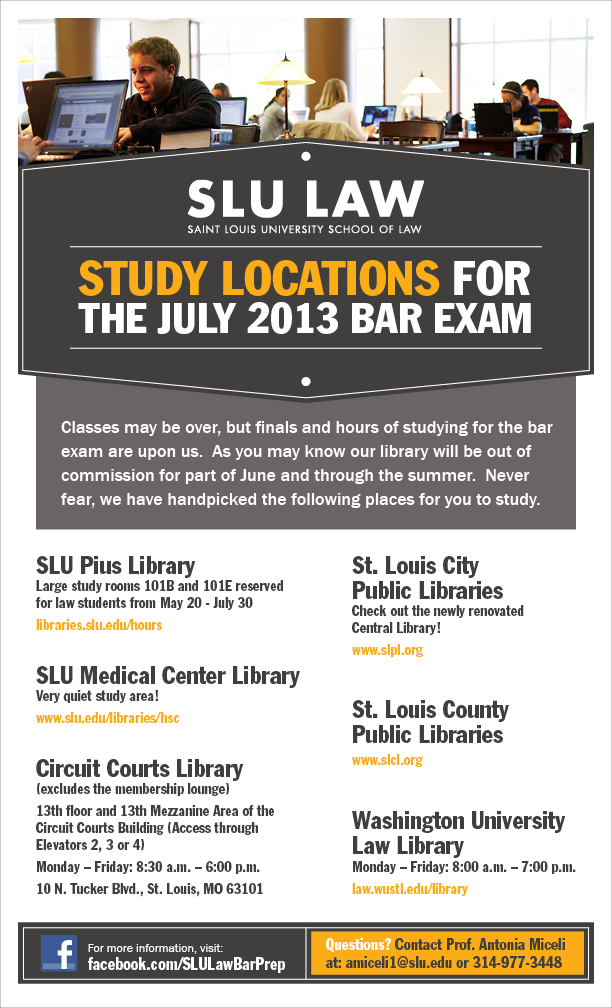 SLU LAW
SAINT LOUIS UNIVERSITY SCHOOL OF LAW
STUDY LOCATIONS FOR
THE JULY 2013 BAR EXAM
Classes may be over, but finals and hours of studying for the bar
exam are upon us.  As you may know our library will be out of
commission for part of June and through the summer.  Never
fear, we have handpicked the following places for you to study.
SLU Pius Library
Large study rooms 101B and 101E reserved
for law students from May 20 - July 30
libraries.slu.edu/hours
SLU Medical Center Library
Very quiet study area!
www.slu.edu/libraries/hsc
Circuit Courts Library
(excludes the membership lounge)
13th floor and 13th Mezzanine Area of the
Circuit Courts Building (Access through
Elevators 2, 3 or 4)
Monday – Friday: 8:30 a.m. – 6:00 p.m.
10 N. Tucker Blvd., St. Louis, MO 63101
St. Louis City
Public Libraries
Check out the newly renovated
Central Library!
www.slpl.org
St. Louis County
Public Libraries
www.slcl.org
Washington University
Law Library
Monday – Friday: 8:00 a.m. – 7:00 p.m.
law.wustl.edu/library
f
For more information, visit:
facebook.com/SLULawBarPrep
Questions? Contact Prof. Antonia Miceli
at: amiceli1@slu.edu or 314-977-3448